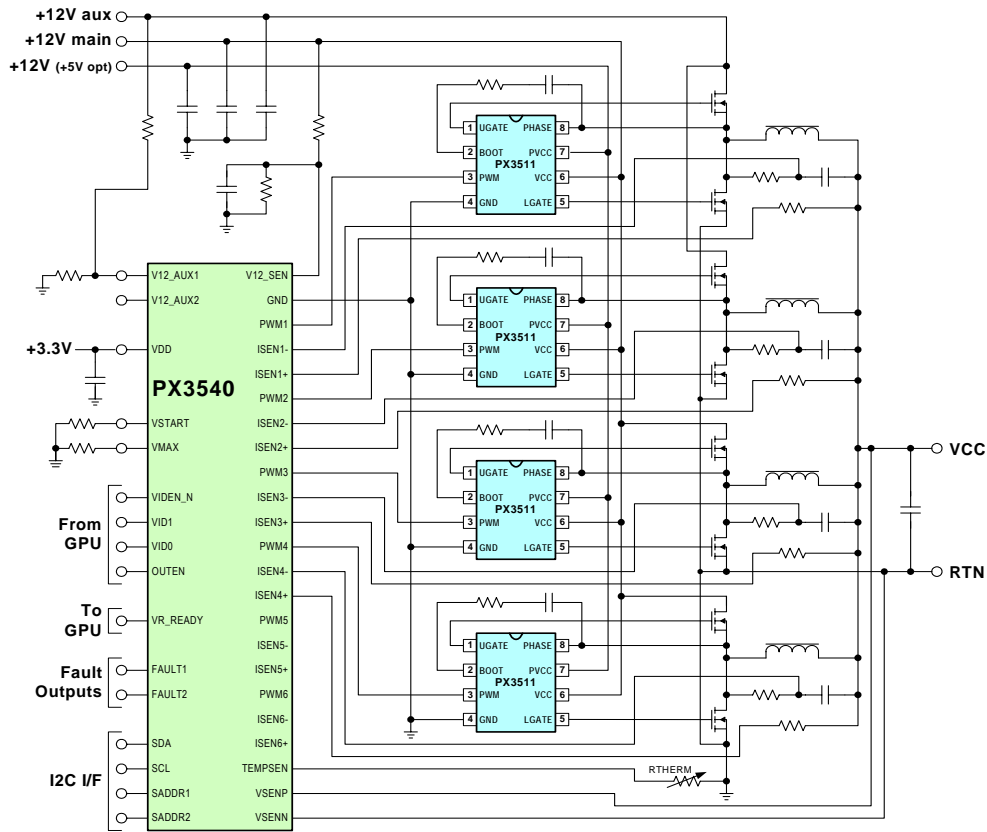 +12V aux
+12V main
+12V (+5V opt)
1 UGATE PHASE 8
2 BOOT PVCC 7
PX3511
3 PWM VCC 6
4 GND LGATE 5
1 UGATE PHASE 8
2 BOOT PVCC 7
PX3511
3 PWM VCC 6
4 GND LGATE 5
1 UGATE PHASE 8
2 BOOT PVCC 7
PX3511
3 PWM VCC 6
4 GND LGATE 5
1 UGATE PHASE 8
2 BOOT PVCC 7
PX3511
3 PWM VCC 6
4 GND LGATE 5
+3.3V
From
GPU
To
GPU
Fault
Outputs
I2C I/F
PX3540
V12_AUX1
V12_AUX2
VDD
VSTART
VMAX
VIDEN_N
VID1
VID0
OUTEN
VR_READY
FAULT1
FAULT2
SDA
SCL
SADDR1
SADDR2
V12_SEN
GND
PWM1
ISEN1-
ISEN1+
PWM2
ISEN2-
ISEN2+
PWM3
ISEN3-
ISEN3+
PWM4
ISEN4-
ISEN4+
PWM5
ISEN5-
ISEN5+
PWM6
ISEN6-
ISEN6+
TEMPSEN
VSENP
VSENN
RTHERM
VCC
RTN